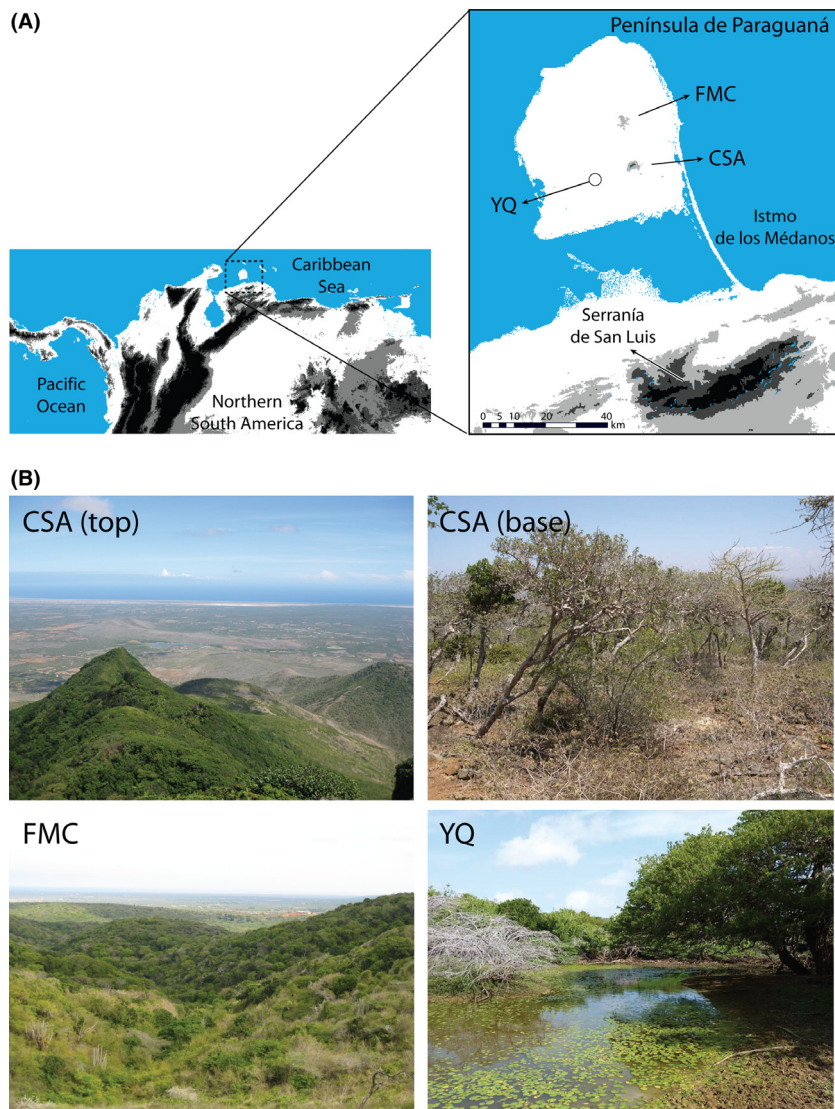 (A)
Península de Paraguaná
FMC
CSA
YQ
Istmo
de los Médanos
Serranía
de San Luis
0 5 10 20 40
km
Caribbean
Sea
Pacific
Ocean
Northern
South America
(B)
CSA (top)
CSA (base)
FMC
YQ